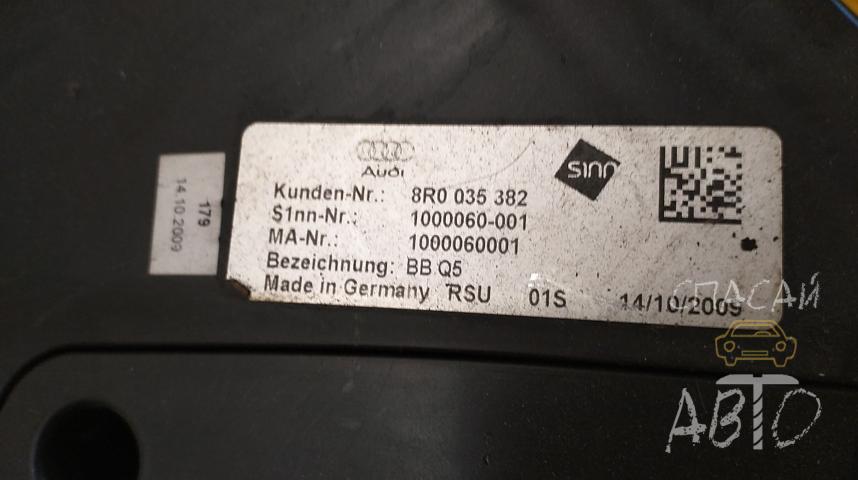 Audi
S1nn
Kunden-Nr.: 8R0 035 382
S1nn-Nr.: 1000060-001
MA-Nr.: 1000060001
Bezeichnung: BB Q5
Made in Germany RSU 01S 14/10/2009
179
14.10.2009
СПАСАЙ
АВТО